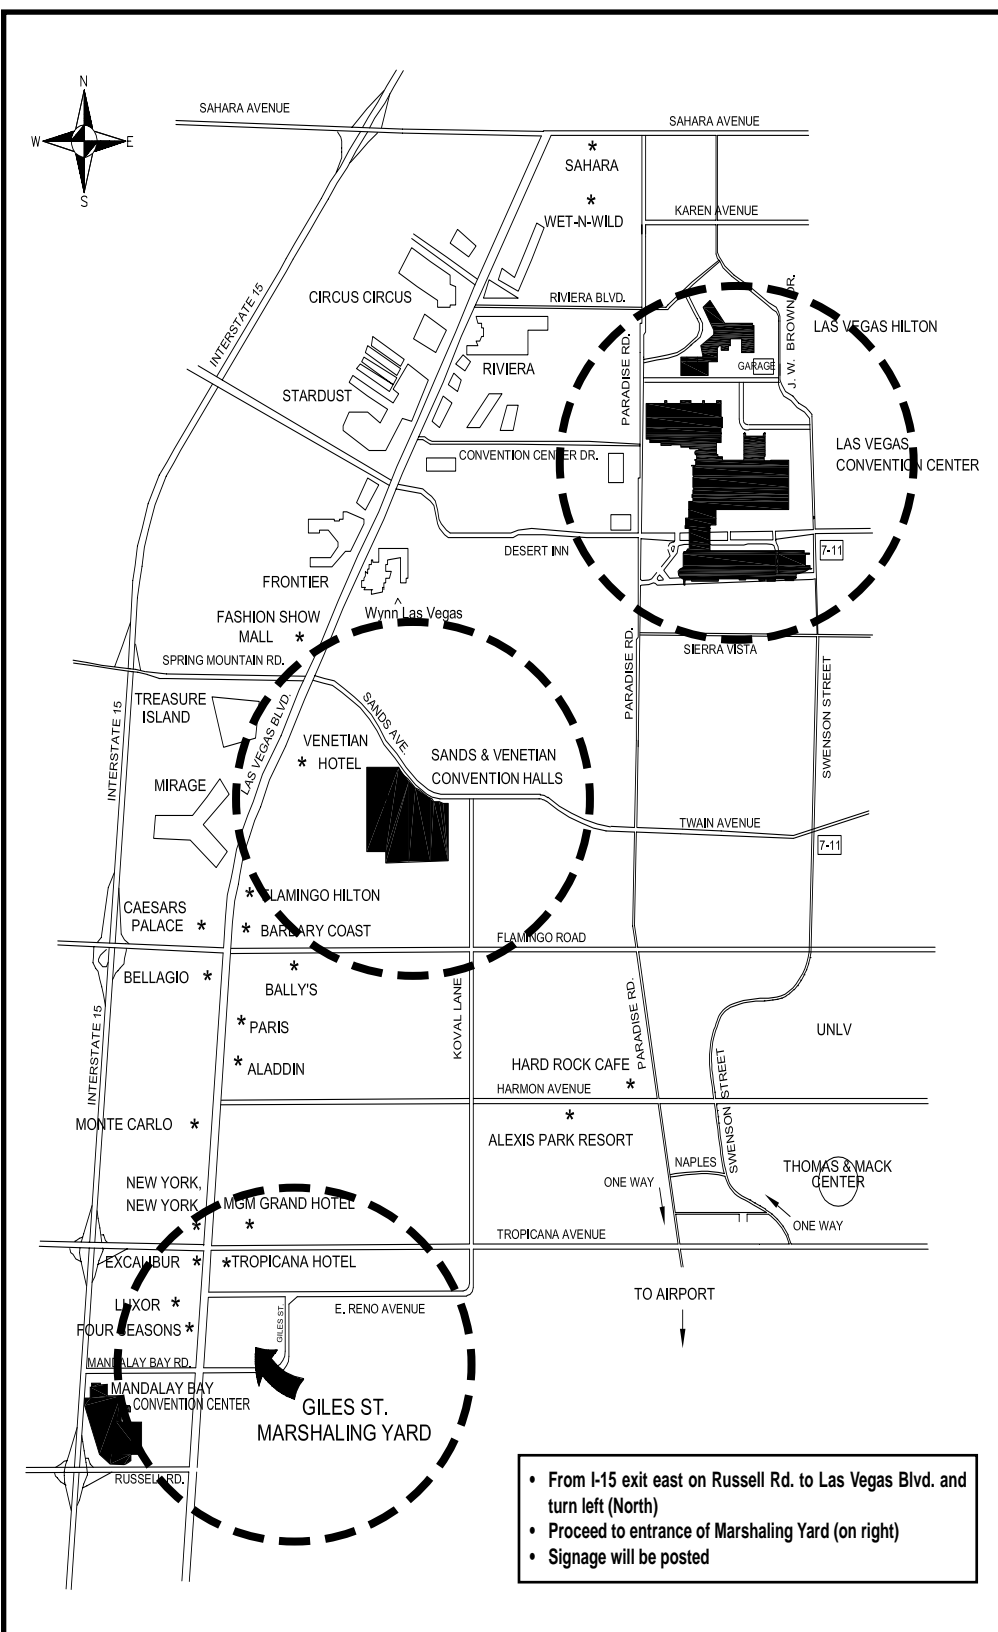 N
W
E
S
SAHARA AVENUE
SAHARA AVENUE
*
SAHARA
*
WET-N-WILD
KAREN AVENUE
CIRCUS CIRCUS
RIVIERA BLVD.
INTERSTATE 15
J. W. BROWN DR.
LAS VEGAS HILTON
PARADISE RD.
GARAGE
RIVIERA
STARDUST
CONVENTION CENTER DR.
LAS VEGAS
CONVENTION CENTER
DESERT INN
7-11
FRONTIER
^
Wynn Las Vegas
FASHION SHOW
MALL *
SPRING MOUNTAIN RD.
SIERRA VISTA
PARADISE RD.
SWENSON STREET
TREASURE
ISLAND
INTERSTATE 15
LAS VEGAS BLVD.
SANDS AVE.
VENETIAN
* HOTEL
SANDS & VENETIAN
CONVENTION HALLS
MIRAGE
TWAIN AVENUE
7-11
* FLAMINGO HILTON
CAESARS
PALACE *
* BARBARY COAST
FLAMINGO ROAD
BELLAGIO *
*
BALLY'S
KOVAL LANE
PARADISE RD.
* PARIS
UNLV
INTERSTATE 15
* ALADDIN
HARD ROCK CAFE
*
HARMON AVENUE
SWENSON STREET
MONTE CARLO *
*
ALEXIS PARK RESORT
NAPLES
THOMAS & MACK
CENTER
ONE WAY
NEW YORK,
NEW YORK
*
MGM GRAND HOTEL
*
ONE WAY
TROPICANA AVENUE
EXCALIBUR *
*TROPICANA HOTEL
TO AIRPORT
LUXOR *
E. RENO AVENUE
GILES ST.
FOUR SEASONS *
MANDALAY BAY RD.
MANDALAY BAY
CONVENTION CENTER
GILES ST.
MARSHALING YARD
RUSSELL RD.
• From I-15 exit east on Russell Rd. to Las Vegas Blvd. and
turn left (North)
• Proceed to entrance of Marshaling Yard (on right)
• Signage will be posted